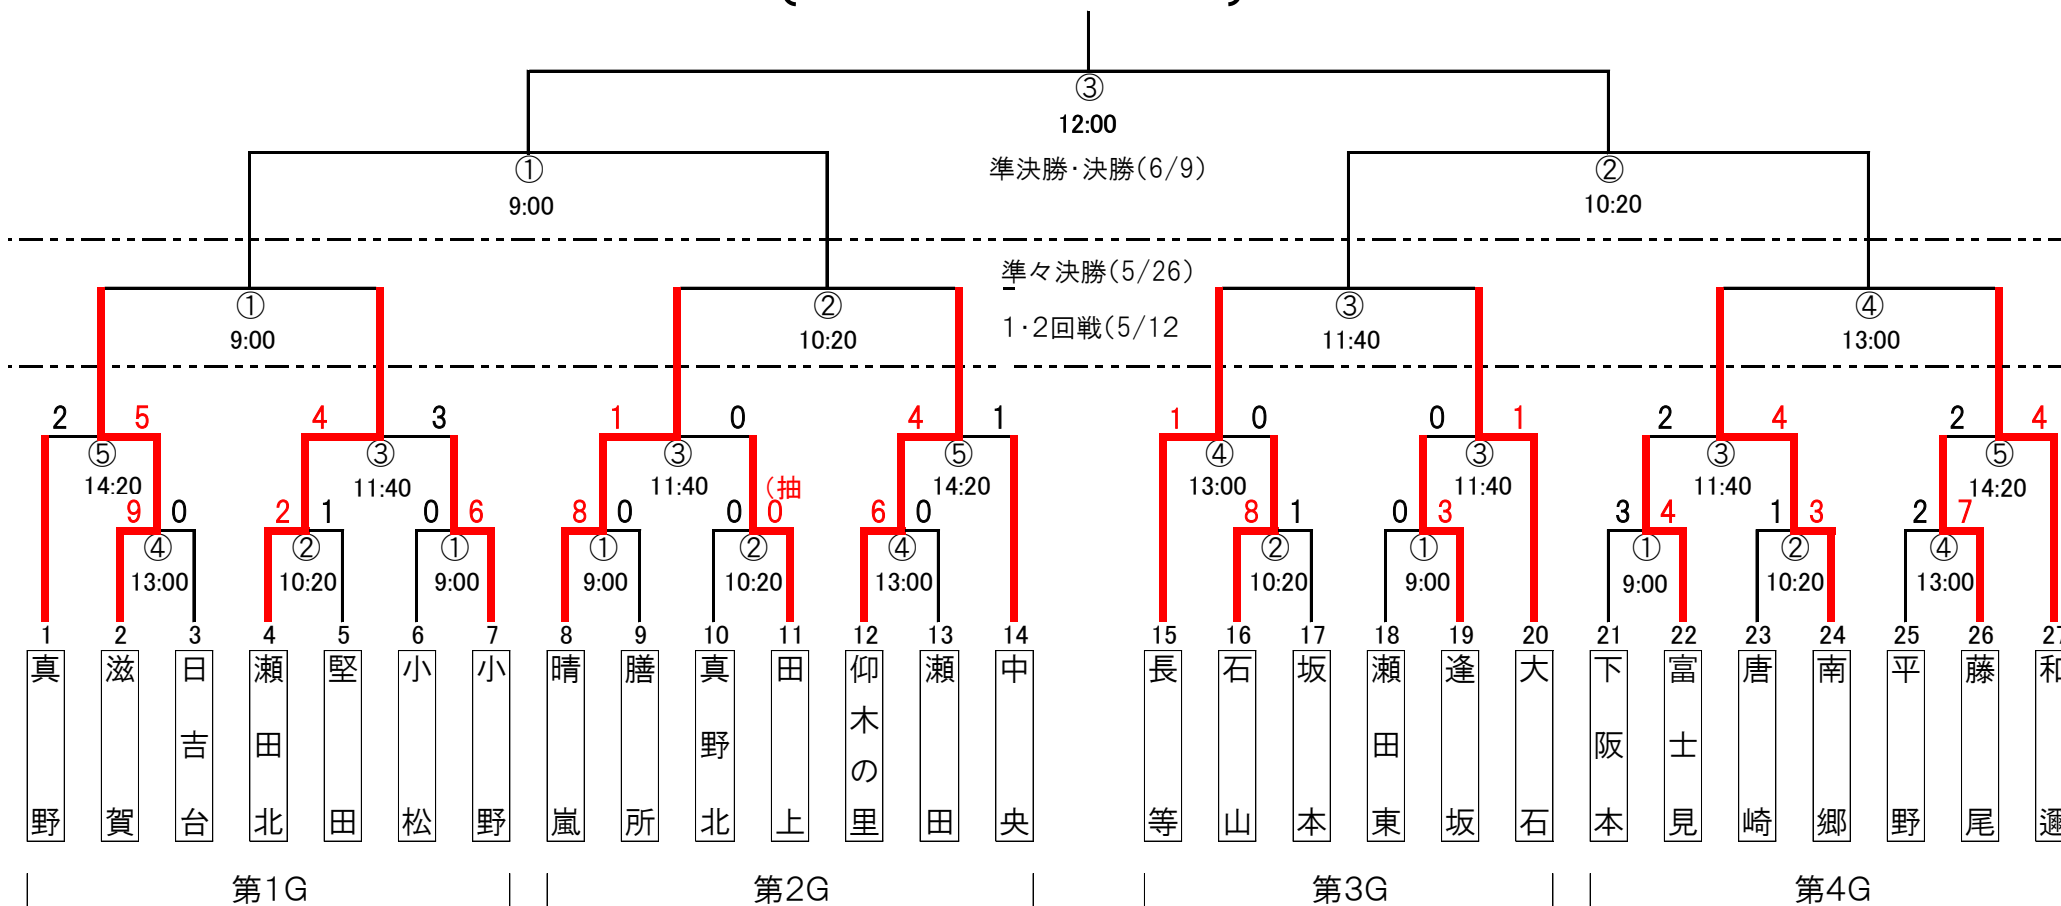 ③
12:00
準決勝・決勝(6/9)
①
9:00
②
10:20
準々決勝(5/26)
1・2回戦(5/12
①
9:00
②
10:20
③
11:40
④
13:00
2 5 4 3 1 0 4 1 1 0 0 1 2 4 2 4
⑤ ③ ③ ⑤ ④ ③ ③ ⑤
14:20 11:40 11:40 14:20 13:00 11:40 11:40 14:20
(抽
9 0 2 1 0 6 8 0 0 0 6 0 8 1 0 3 3 4 1 3 2 7
④ ② ① ① ② ④ ② ① ① ② ④
13:00 10:20 9:00 9:00 10:20 13:00 10:20 9:00 9:00 10:20 13:00
1 2 3 4 5 6 7 8 9 10 11 12 13 14 15 16 17 18 19 20 21 22 23 24 25 26 27
真野
滋賀
日吉台
瀬田北
堅田
小松
小野
晴嵐
膳所
真野北
田上
仰木の里
瀬田
中央
長等
石山
坂本
瀬田東
逢坂
大石
下阪本
富士見
唐崎
南郷
平野
藤尾
和邇
第1G
第2G
第3G
第4G